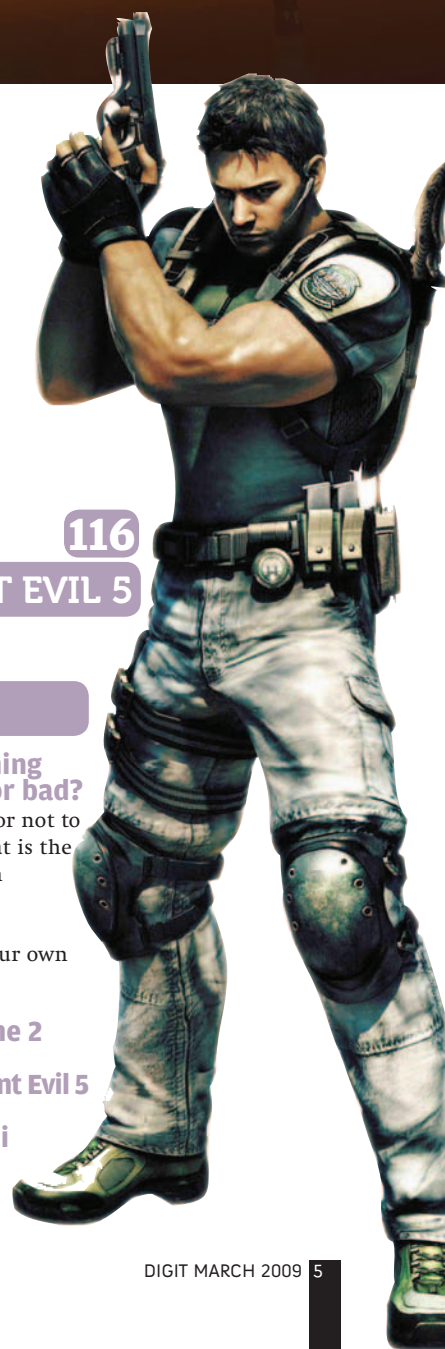 116
T EVIL 5
ing
or bad?
or not to
t is the
ur own
ne 2
nt Evil 5
i
DIGIT MARCH 2009 5